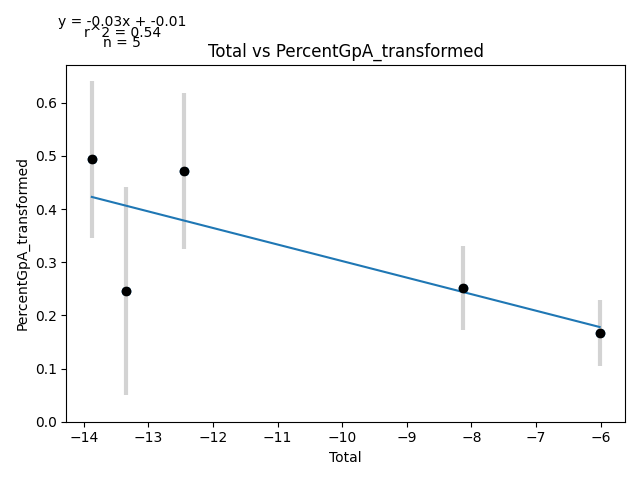 y = -0.03x + -0.01
r^2 = 0.54
n = 5
Total vs PercentGpA_transformed
PercentGpA_transformed
0.6
0.5
0.4
0.3
0.2
0.1
0.0
−14 −13 −12 −11 −10 −9 −8 −7 −6
Total